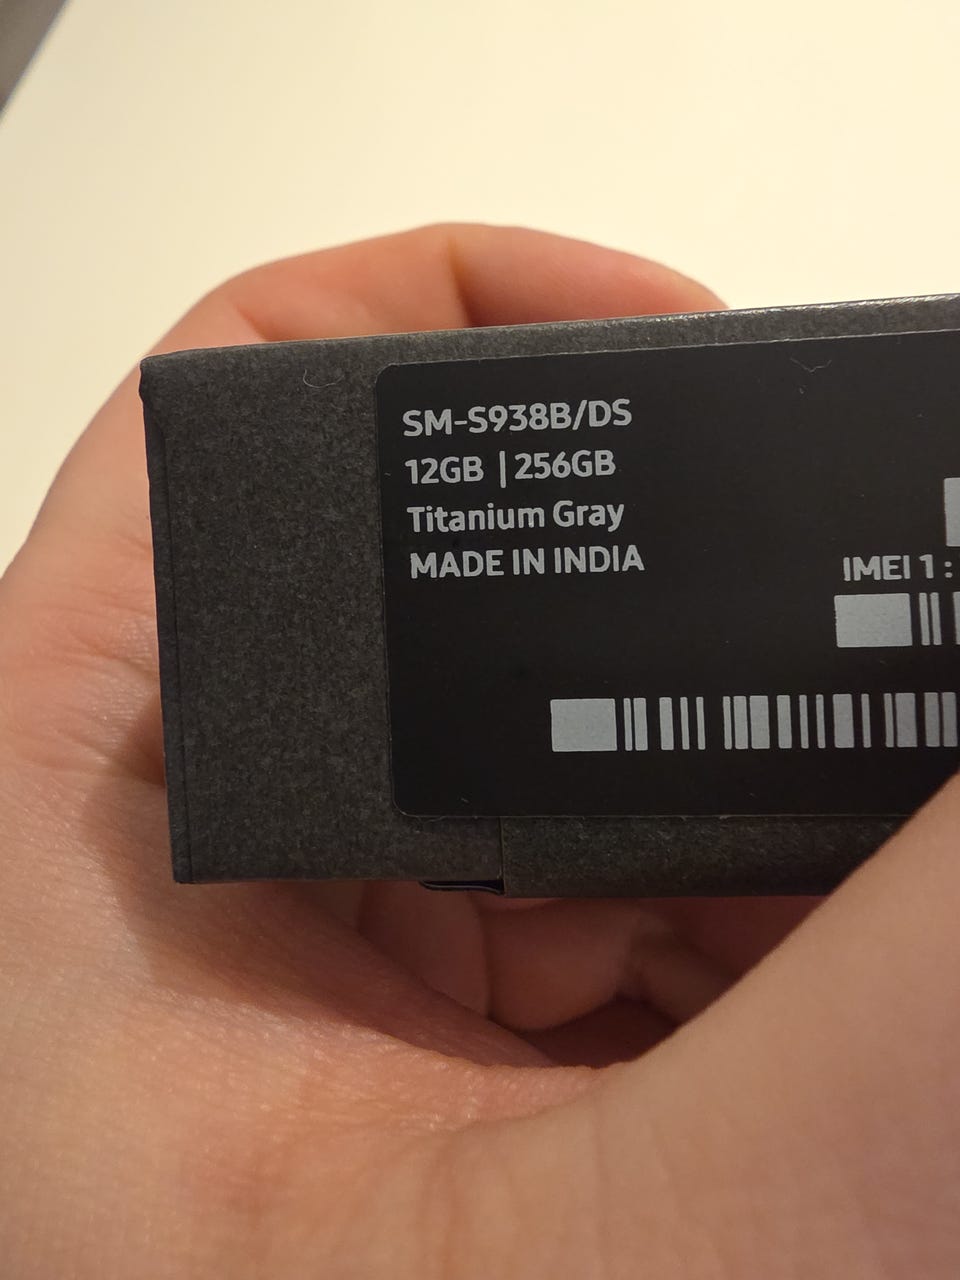 SM-S938B/DS
12GB | 256GB
Titanium Gray
MADE IN INDIA
IMEI 1 :